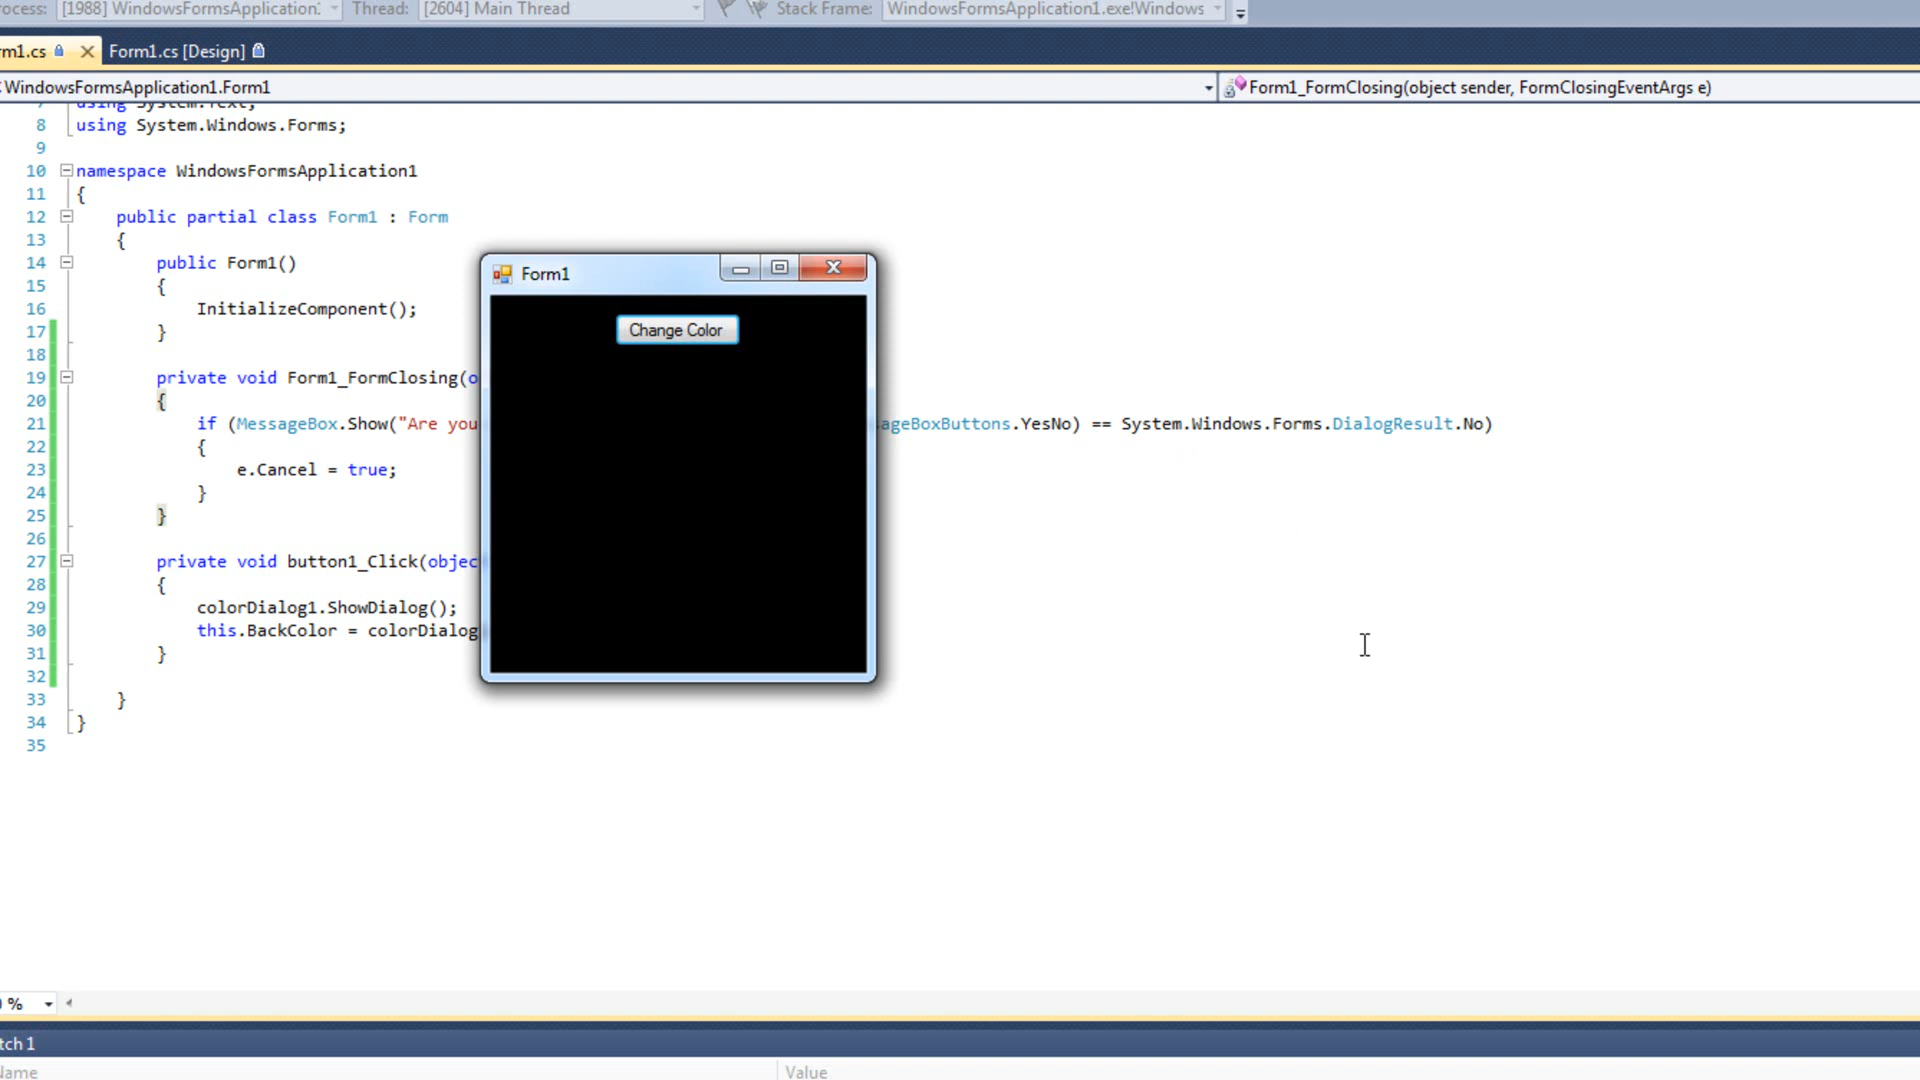 Process: [1988] WindowsFormsApplication: Thread: [2604] Main Thread Stack Frame: WindowsFormsApplication1.exe!Windows
rm1.cs Form1.cs [Design]
WindowsFormsApplication1.Form1 Form1_FormClosing(object sender, FormClosingEventArgs e)
7 using System.Text;
8 using System.Windows.Forms;
9
10 namespace WindowsFormsApplication1
11 {
12 public partial class Form1 : Form
13 {
14 public Form1()
15 {
16 InitializeComponent();
17 }
18
19 private void Form1_FormClosing(o
20 {
21 if (MessageBox.Show("Are you ageBoxButtons.YesNo) == System.Windows.Forms.DialogResult.No)
22 {
23 e.Cancel = true;
24 }
25 }
26
27 private void button1_Click(objec
28 {
29 colorDialog1.ShowDialog();
30 this.BackColor = colorDialog
31 }
32
33 }
34 }
35
Form1
Change Color
%
tch 1
Name Value